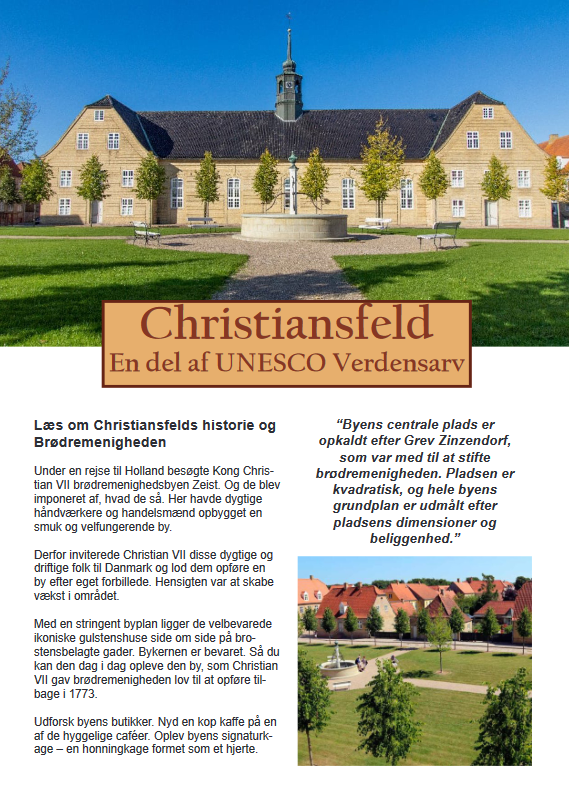 Christiansfeld
En del af UNESCO Verdensarv
Læs om Christiansfelds historie og
Brødremenigheden
Under en rejse til Holland besøgte Kong Chris-
tian VII brødremenighedsbyen Zeist. Og de blev
imponeret af, hvad de så. Her havde dygtige
håndværkere og handelsmænd opbygget en
smuk og velfungerende by.
Derfor inviterede Christian VII disse dygtige og
driftige folk til Danmark og lod dem opføre en
by efter eget forbillede. Hensigten var at skabe
vækst i området.
Med en stringent byplan ligger de velbevarede
ikoniske gulstenshuse side om side på bro-
stensbelagte gader. Bykernen er bevaret. Så du
kan den dag i dag opleve den by, som Christian
VII gav brødremenigheden lov til at opføre til-
bage i 1773.
Udforsk byens butikker. Nyd en kop kaffe på en
af de hyggelige caféer. Oplev byens signaturk-
age – en honningkage formet som et hjerte.
“Byens centrale plads er
opkaldt efter Grev Zinzendorf,
som var med til at stifte
brødremenigheden. Pladsen er
kvadratisk, og hele byens
grundplan er udmålt efter
pladsens dimensioner og
beliggenhed.”